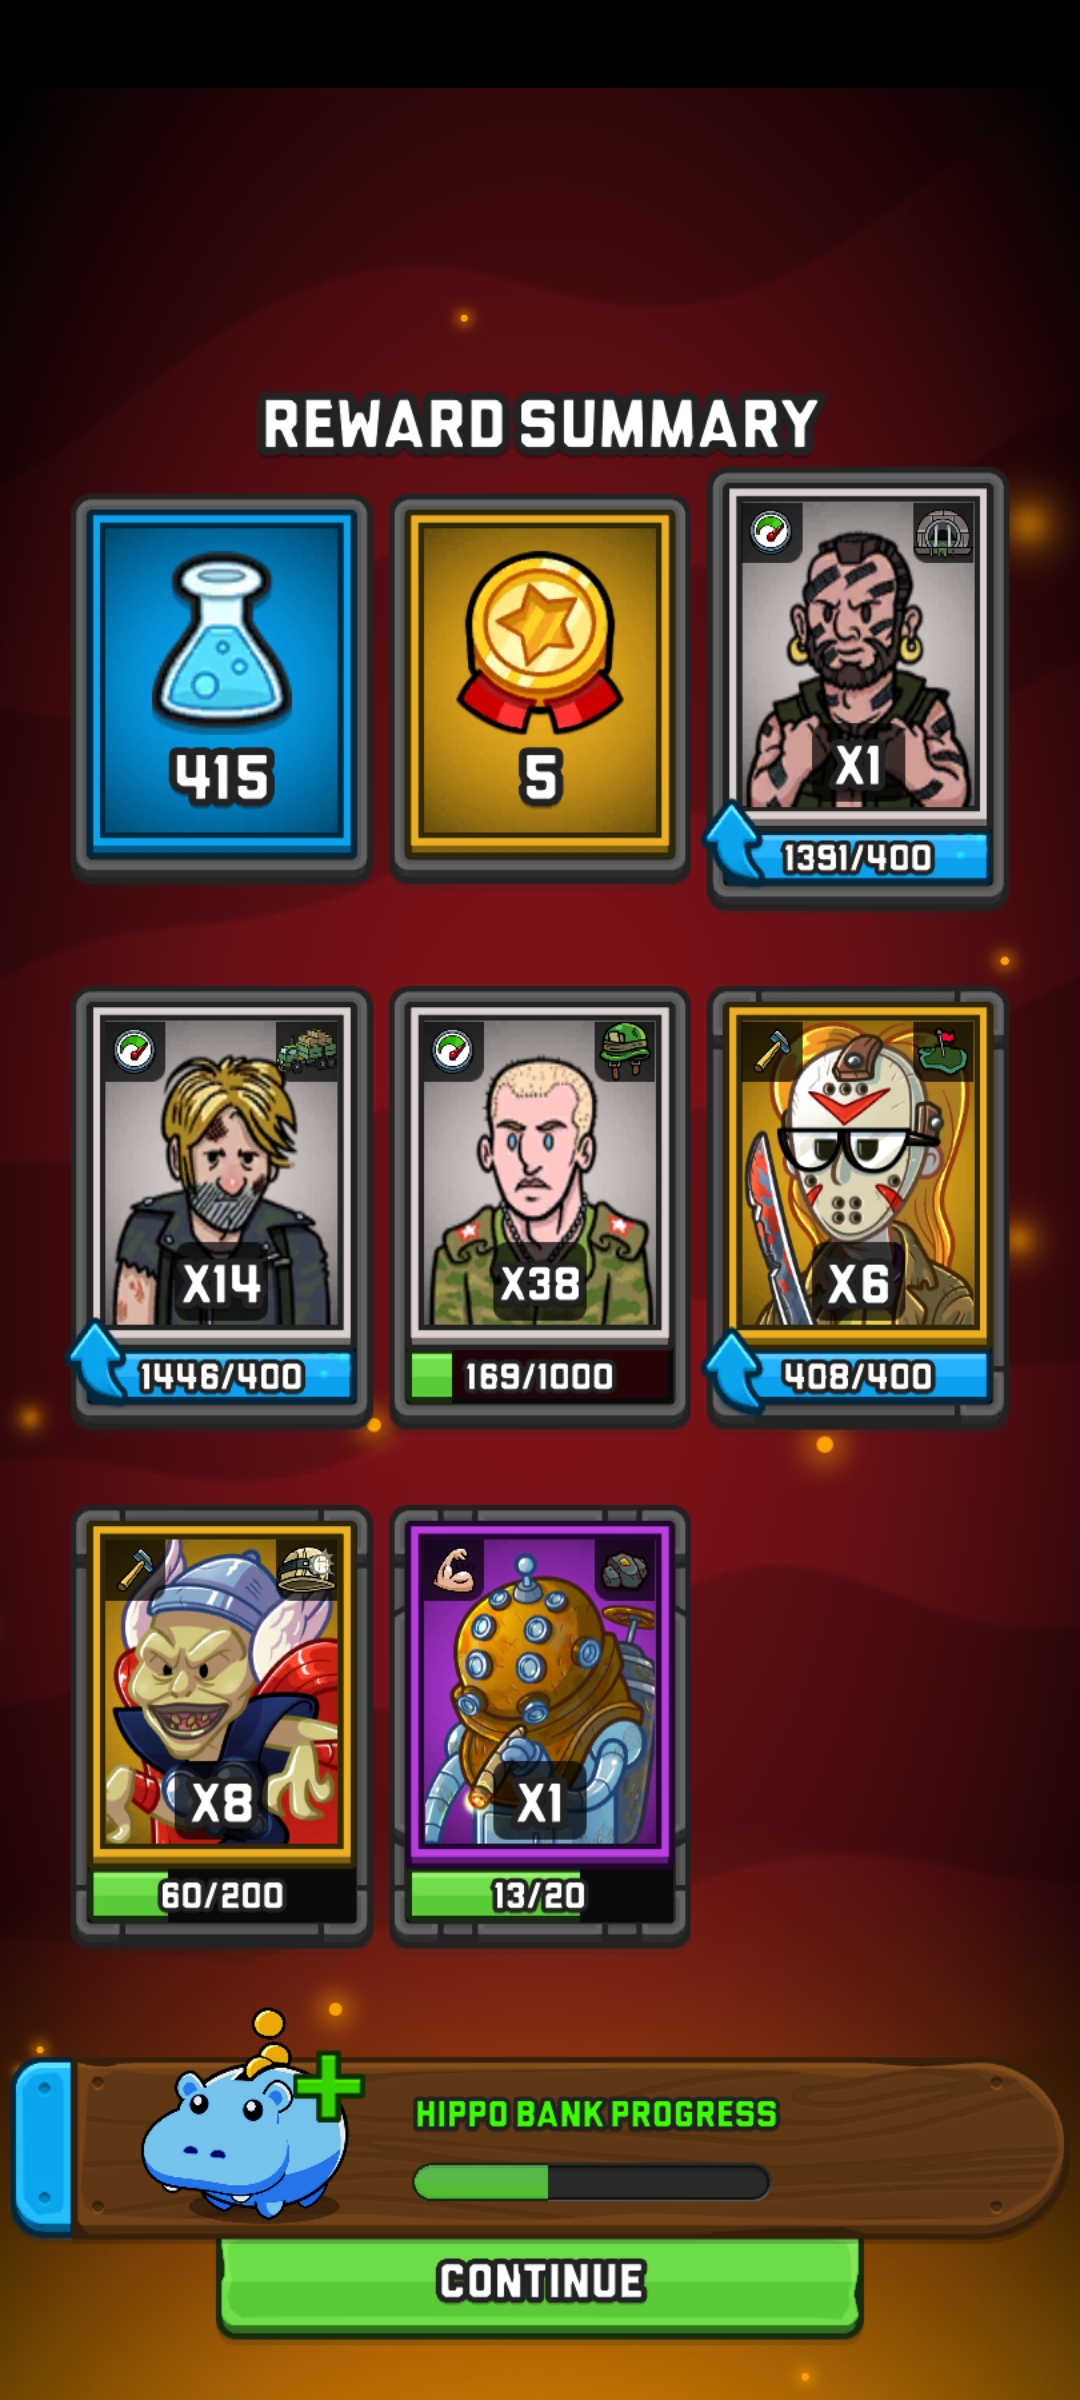 REWARD SUMMARY
415
5
X1
1391/400
X14
1446/400
X38
169/1000
X6
408/400
X8
60/200
X1
13/20
HIPPO BANK PROGRESS
CONTINUE